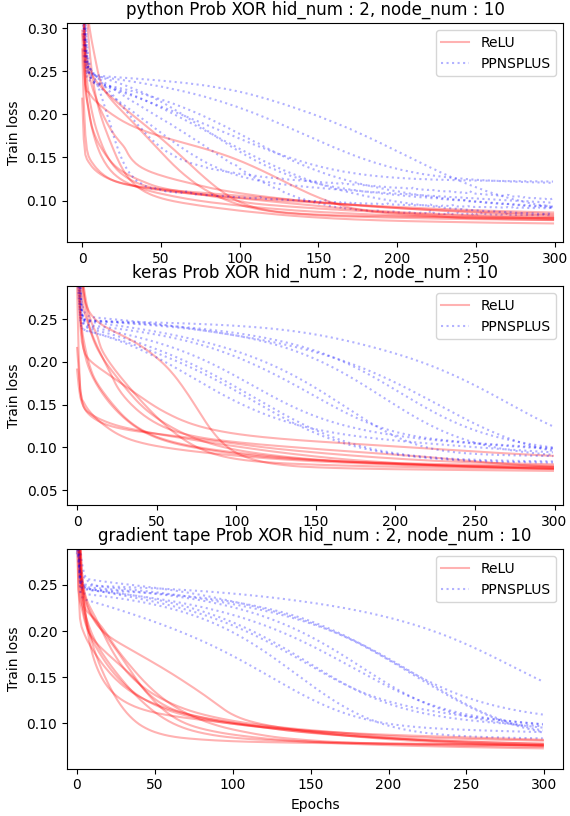 python Prob XOR hid_num : 2, node_num : 10
0.30
0.25
0.20
0.15
0.10
Train loss
ReLU
PPNSPLUS
0 50 100 150 200 250 300
keras Prob XOR hid_num : 2, node_num : 10
0.25
0.20
0.15
0.10
0.05
Train loss
ReLU
PPNSPLUS
0 50 100 150 200 250 300
gradient tape Prob XOR hid_num : 2, node_num : 10
0.25
0.20
0.15
0.10
Train loss
ReLU
PPNSPLUS
0 50 100 150 200 250 300
Epochs